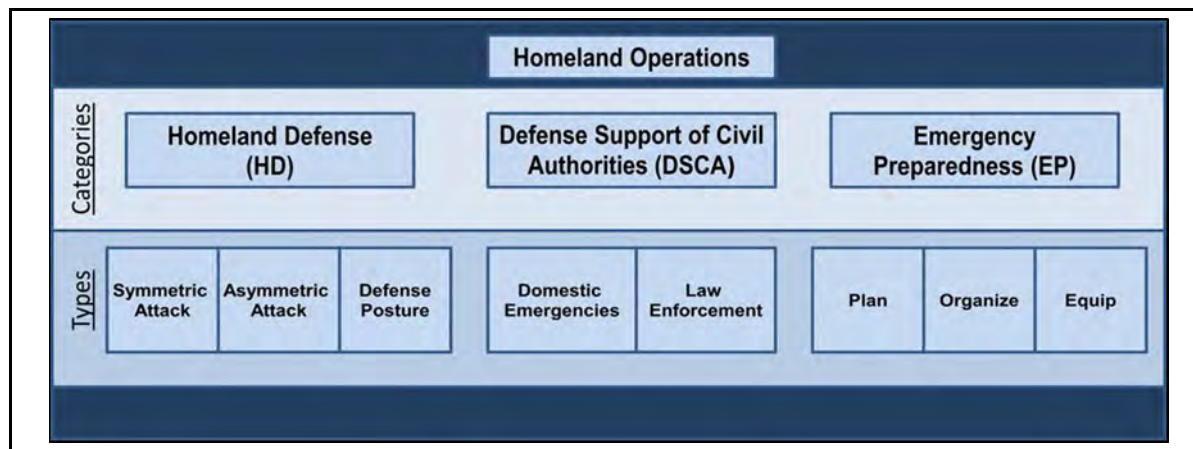 Homeland Operations
Categories
Homeland Defense
(HD)
Defense Support of Civil
Authorities (DSCA)
Emergency
Preparedness (EP)
Types
Symmetric
Attack
Asymmetric
Attack
Defense
Posture
Domestic
Emergencies
Law
Enforcement
Plan
Organize
Equip